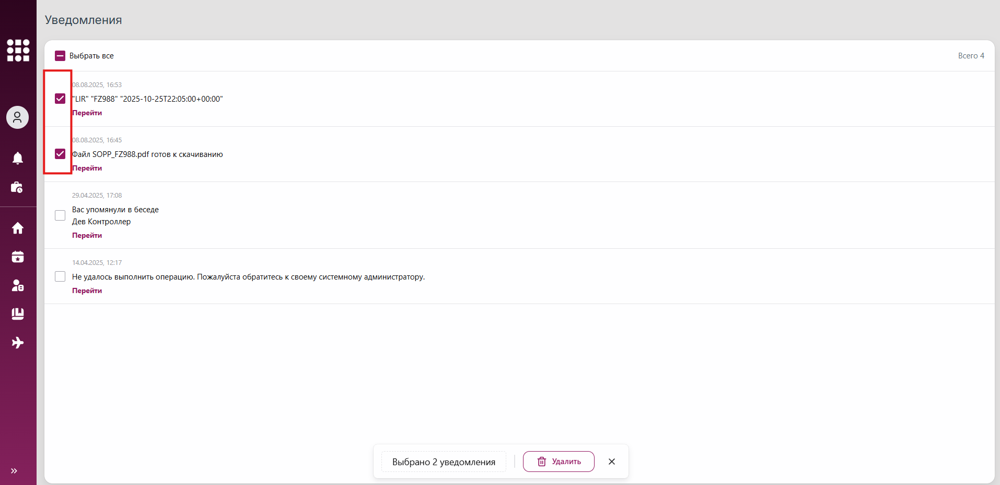 Уведомления
Выбрать все
Всего 4
08.08.2025, 16:53
"LIR" "FZ988" "2025-10-25T22:05:00+00:00"
Перейти
08.08.2025, 16:45
Файл SOPP_FZ988.pdf готов к скачиванию
Перейти
29.04.2025, 17:08
Вас упомянули в беседе
Дев Контроллер
Перейти
14.04.2025, 12:17
Не удалось выполнить операцию. Пожалуйста обратитесь к своему системному администратору.
Перейти
Выбрано 2 уведомления
Удалить